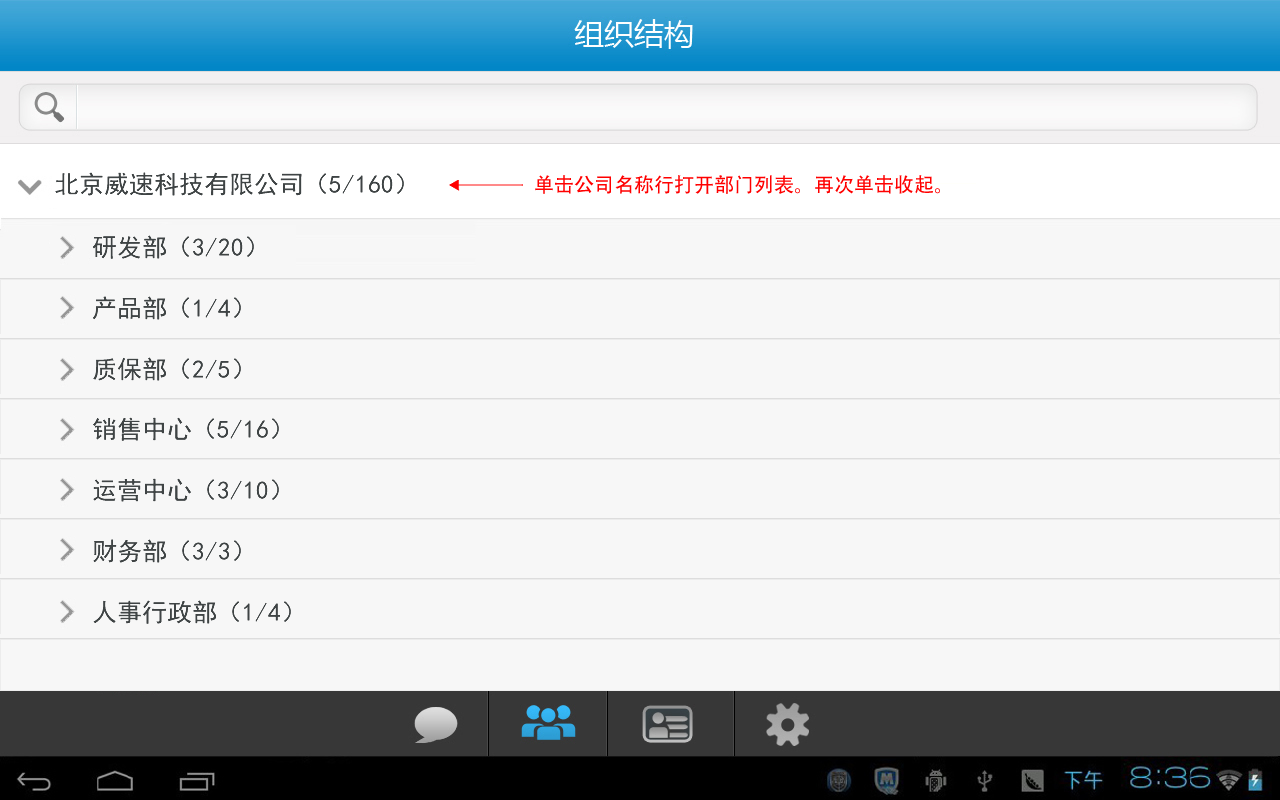 组织结构
北京威速科技有限公司（5/160）
单击公司名称行打开部门列表。再次单击收起。
研发部（3/20）
产品部（1/4）
质保部（2/5）
销售中心（5/16）
运营中心（3/10）
财务部（3/3）
人事行政部（1/4）
下午 8:36